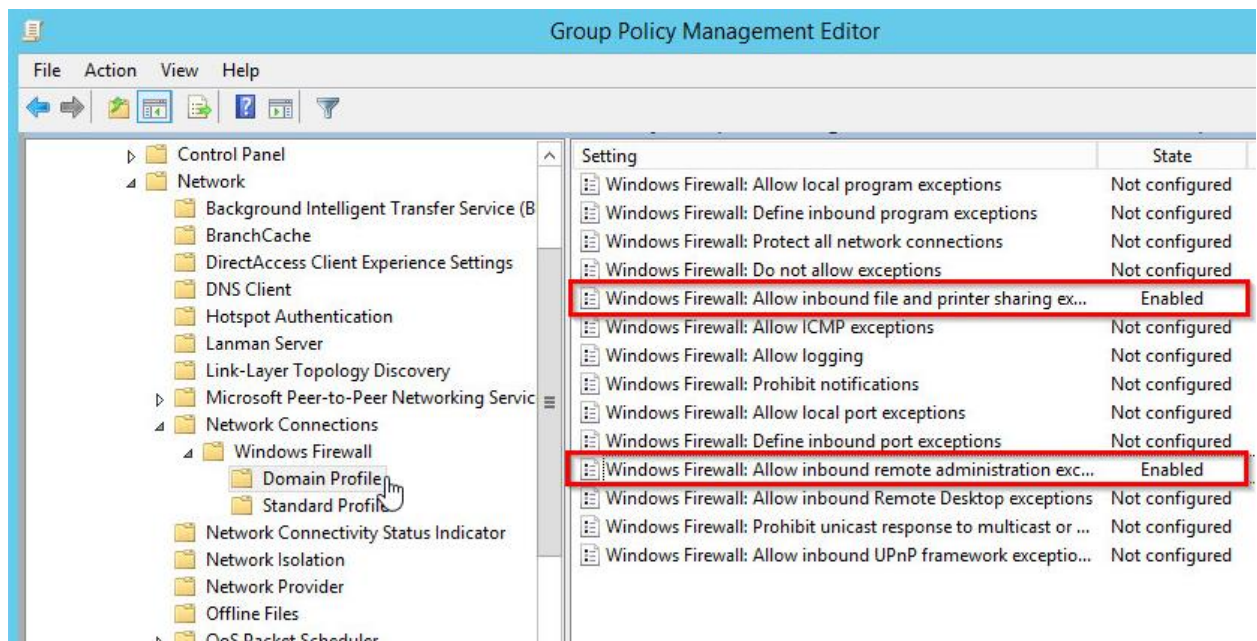 Group Policy Management Editor
File Action View Help
Control Panel
Network
Background Intelligent Transfer Service (B
BranchCache
DirectAccess Client Experience Settings
DNS Client
Hotspot Authentication
Lanman Server
Link-Layer Topology Discovery
Microsoft Peer-to-Peer Networking Servic
Network Connections
Windows Firewall
Domain Profile
Standard Profile
Network Connectivity Status Indicator
Network Isolation
Network Provider
Offline Files
QoS Packet Scheduler
Setting State
Windows Firewall: Allow local program exceptions Not configured
Windows Firewall: Define inbound program exceptions Not configured
Windows Firewall: Protect all network connections Not configured
Windows Firewall: Do not allow exceptions Not configured
Windows Firewall: Allow inbound file and printer sharing ex... Enabled
Windows Firewall: Allow ICMP exceptions Not configured
Windows Firewall: Allow logging Not configured
Windows Firewall: Prohibit notifications Not configured
Windows Firewall: Allow local port exceptions Not configured
Windows Firewall: Define inbound port exceptions Not configured
Windows Firewall: Allow inbound remote administration exc... Enabled
Windows Firewall: Allow inbound Remote Desktop exceptions Not configured
Windows Firewall: Prohibit unicast response to multicast or ... Not configured
Windows Firewall: Allow inbound UPnP framework exceptio... Not configured